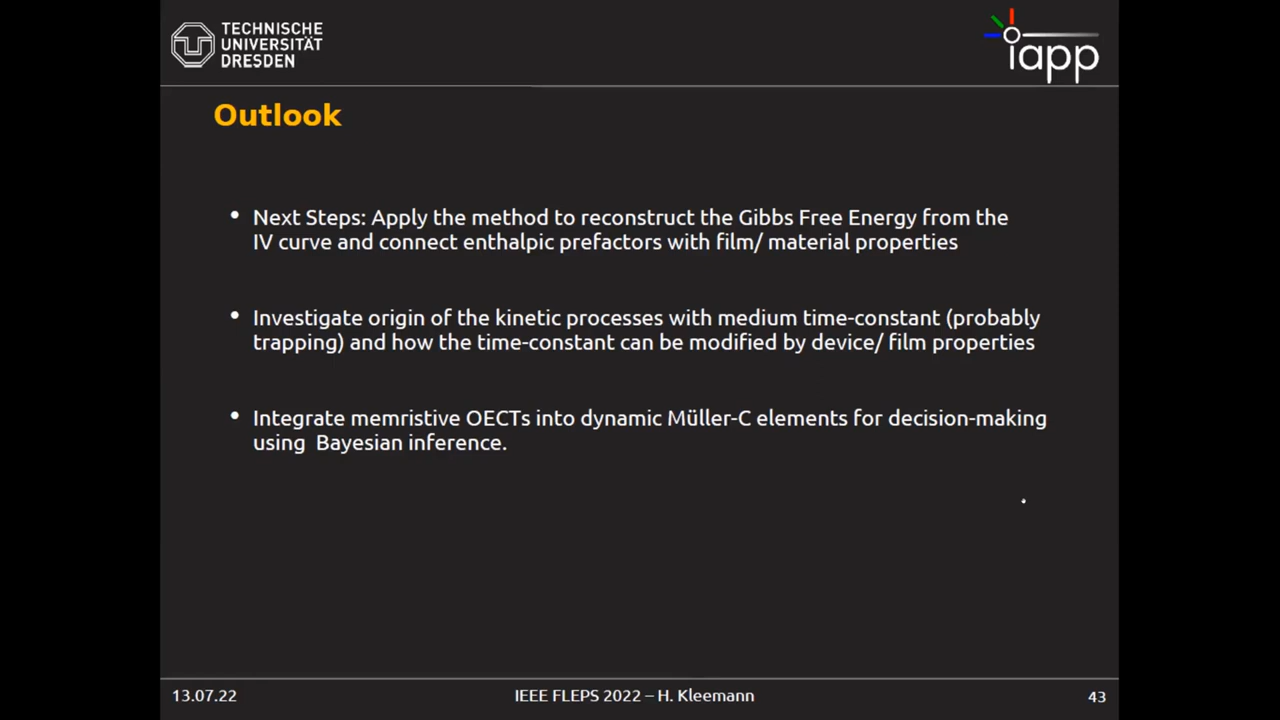 TECHNISCHE
UNIVERSITÄT
DRESDEN
iapp
Outlook
• Next Steps: Apply the method to reconstruct the Gibbs Free Energy from the
IV curve and connect enthalpic prefactors with film/ material properties
• Investigate origin of the kinetic processes with medium time-constant (probably
trapping) and how the time-constant can be modified by device/ film properties
• Integrate memristive OECTs into dynamic Müller-C elements for decision-making
using  Bayesian inference.
13.07.22
IEEE FLEPS 2022 – H. Kleemann
43